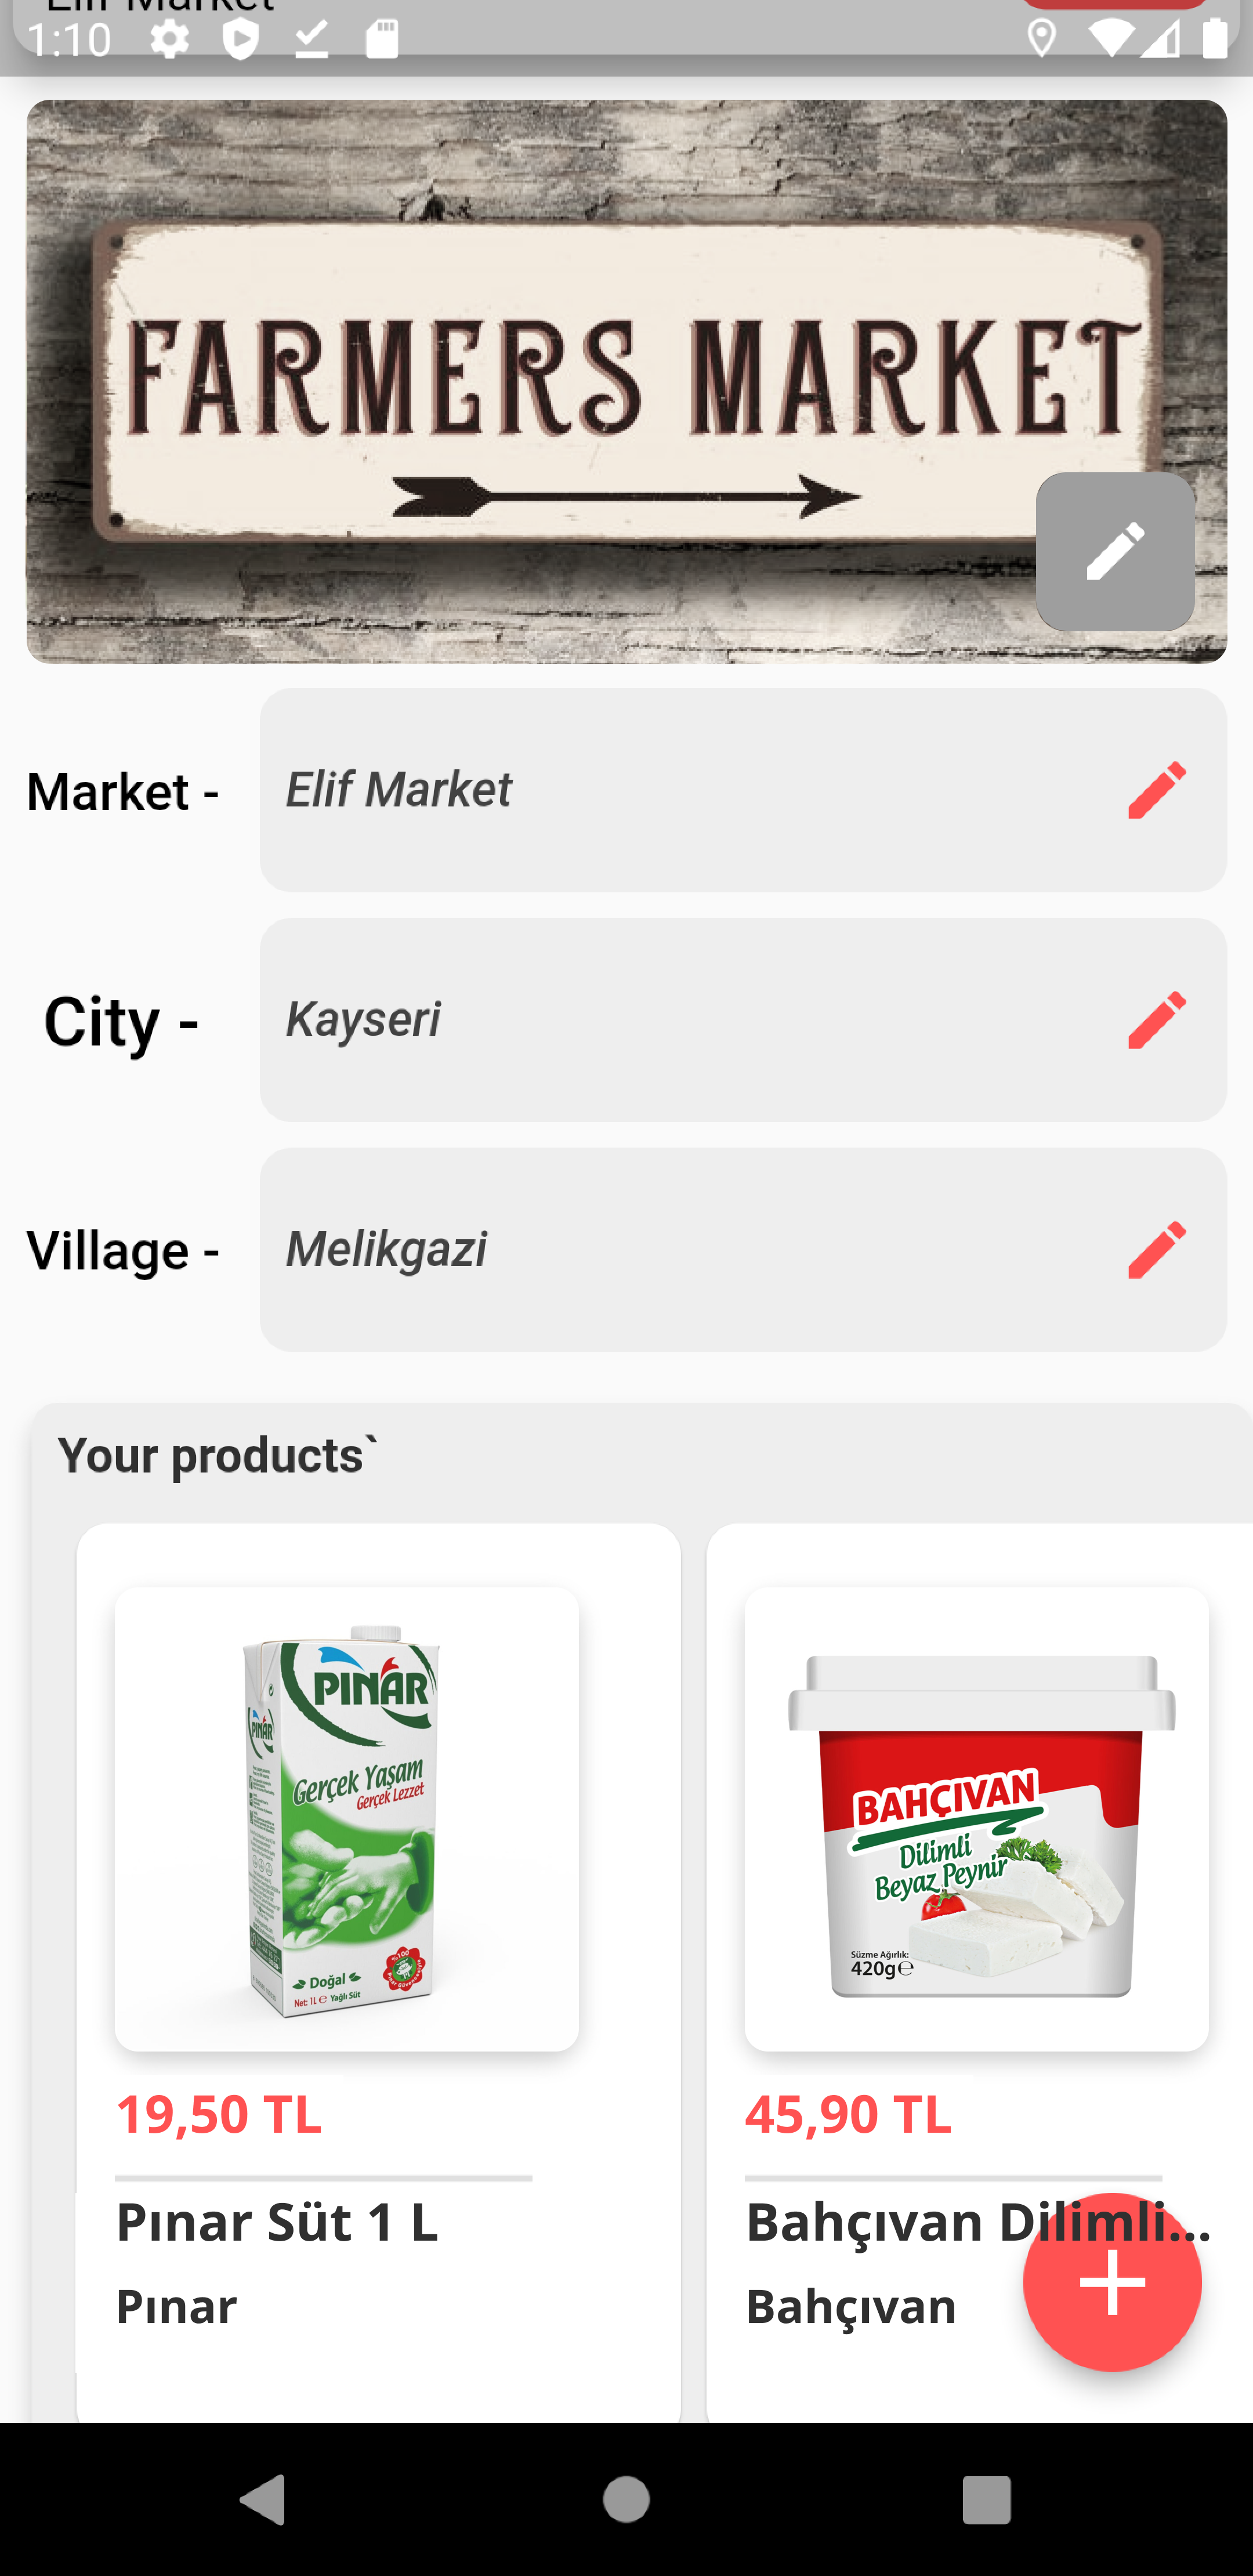 Elif Market
1:10
FARMERS MARKET
Market -
Elif Market
City -
Kayseri
Village -
Melikgazi
Your products`
PINAR
PINAR
Gerçek Yaşam
Gerçek Lezzet
%100
Doğal
Net: 1L e Yağlı Süt
BAHÇIVAN
Dilimli
Beyaz Peynir
Süzme Ağırlık:
420g e
19,50 TL
45,90 TL
Pınar Süt 1 L
Bahçıvan Dilimli...
Pınar
Bahçıvan